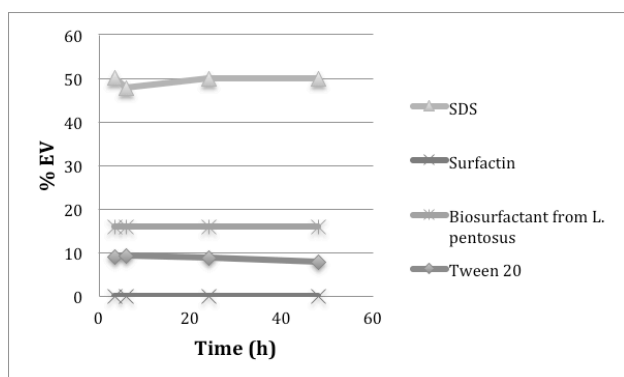 60
50
40
30
20
10
0
% EV
0 20 40 60
Time (h)
SDS
Surfactin
Biosurfactant from L.
pentosus
Tween 20